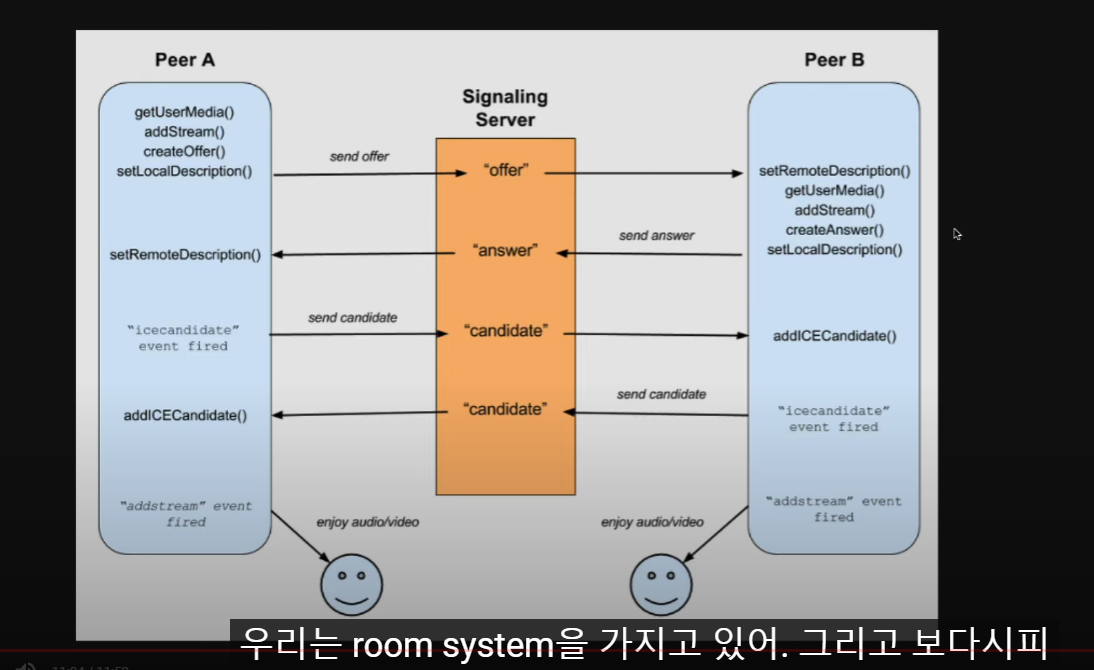 Peer A
Peer B
Signaling
Server
getUserMedia()
addStream()
createOffer()
setLocalDescription()
send offer
"offer"
setRemoteDescription()
getUserMedia()
addStream()
createAnswer()
setLocalDescription()
send answer
"answer"
setRemoteDescription()
"icecandidate"
event fired
send candidate
"candidate"
addICECandidate()
send candidate
"candidate"
addICECandidate()
"icecandidate"
event fired
"addstream" event
fired
enjoy audio/video
enjoy audio/video
"addstream" event
fired
우리는 room system을 가지고 있어. 그리고 보다시피